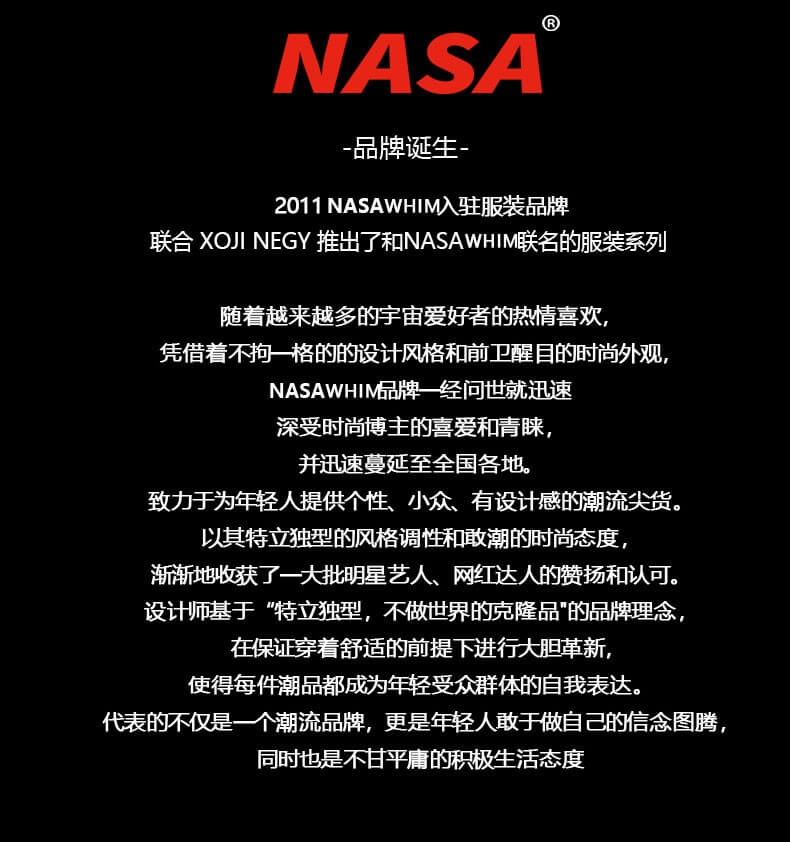 NASA®
-品牌诞生-
2011 NASAWHIM入驻服装品牌
联合 XOJI NEGY 推出了和NASAWHIM联名的服装系列
随着越来越多的宇宙爱好者的热情喜欢,
凭借着不拘一格的的设计风格和前卫醒目的时尚外观,
NASAWHIM品牌一经问世就迅速
深受时尚博主的喜爱和青睐,
并迅速蔓延至全国各地。
致力于为年轻人提供个性、小众、有设计感的潮流尖货。
以其特立独型的风格调性和敢潮的时尚态度,
渐渐地收获了一大批明星艺人、网红达人的赞扬和认可。
设计师基于“特立独型，不做世界的克隆品"的品牌理念,
在保证穿着舒适的前提下进行大胆革新,
使得每件潮品都成为年轻受众群体的自我表达。
代表的不仅是一个潮流品牌，更是年轻人敢于做自己的信念图腾,
同时也是不甘平庸的积极生活态度